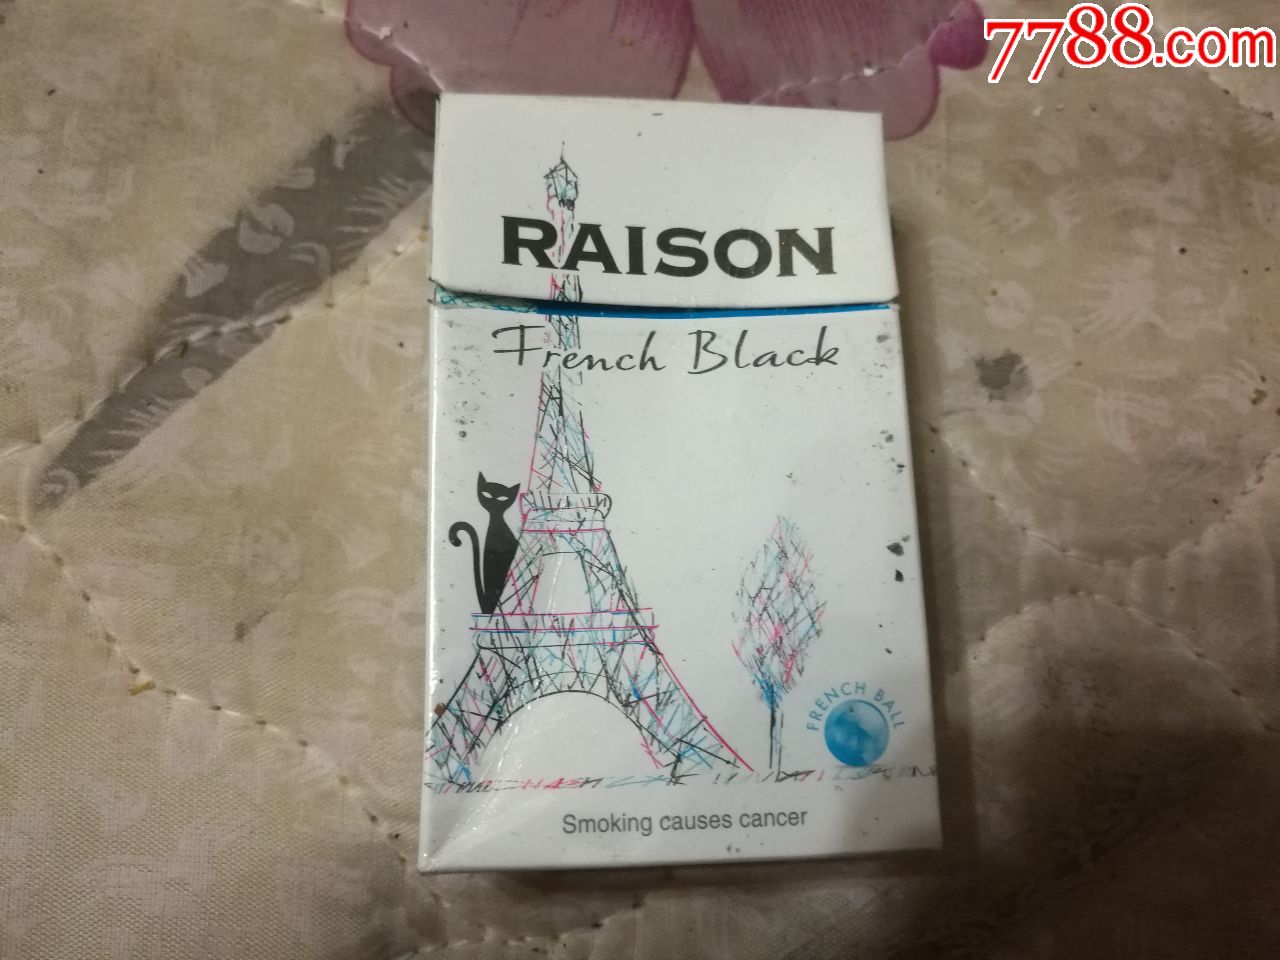 7788.com
RAISON
French Black
FRENCH BALL
Smoking causes cancer